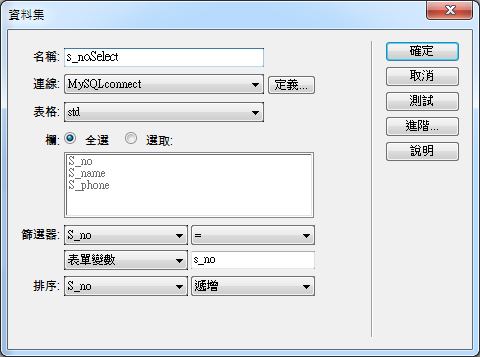 資料集
名稱: s_noSelect
連線: MySQLconnect 定義...
表格: std
欄: 全選 選取:
S_no
S_name
S_phone
篩選器: S_no =
表單變數 s_no
排序: S_no 遞增
確定
取消
測試
進階...
說明